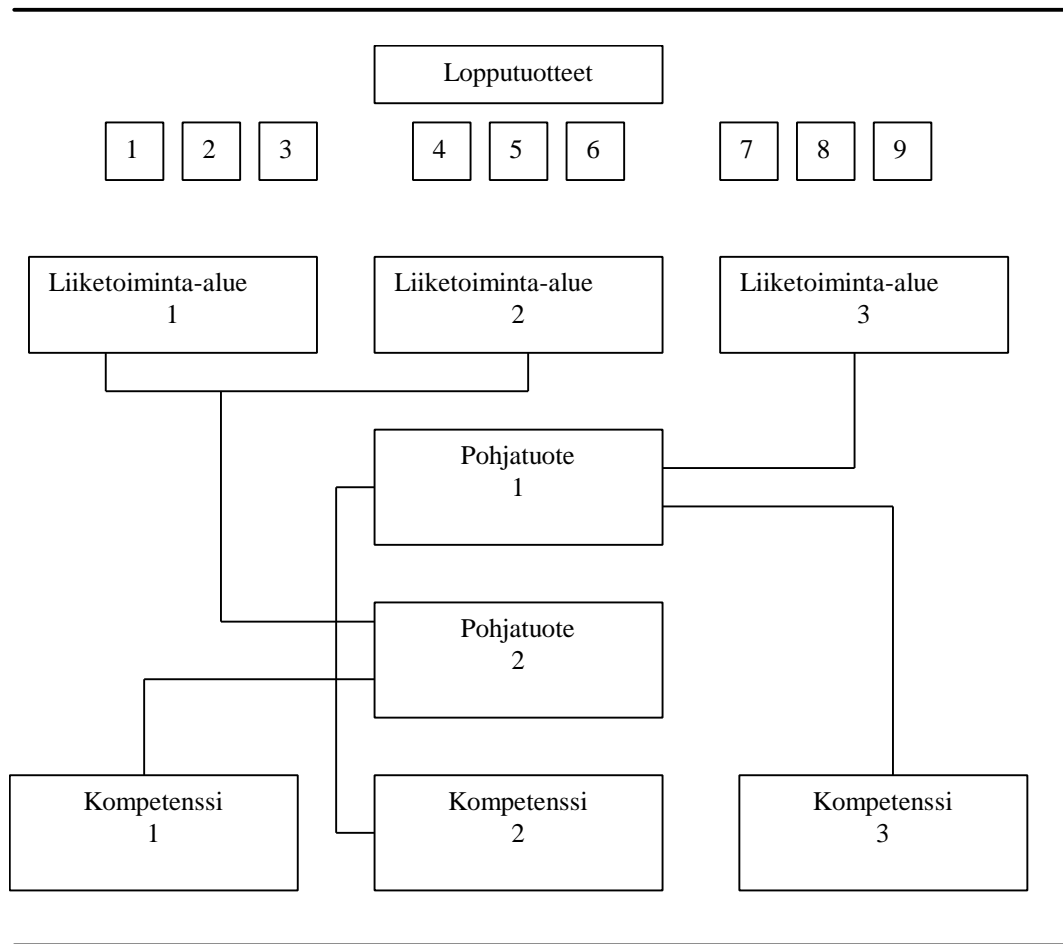 Lopputuotteet
1 2 3 4 5 6 7 8 9
Liiketoiminta-alue
1
Liiketoiminta-alue
2
Liiketoiminta-alue
3
Pohjatuote
1
Pohjatuote
2
Kompetenssi
1
Kompetenssi
2
Kompetenssi
3